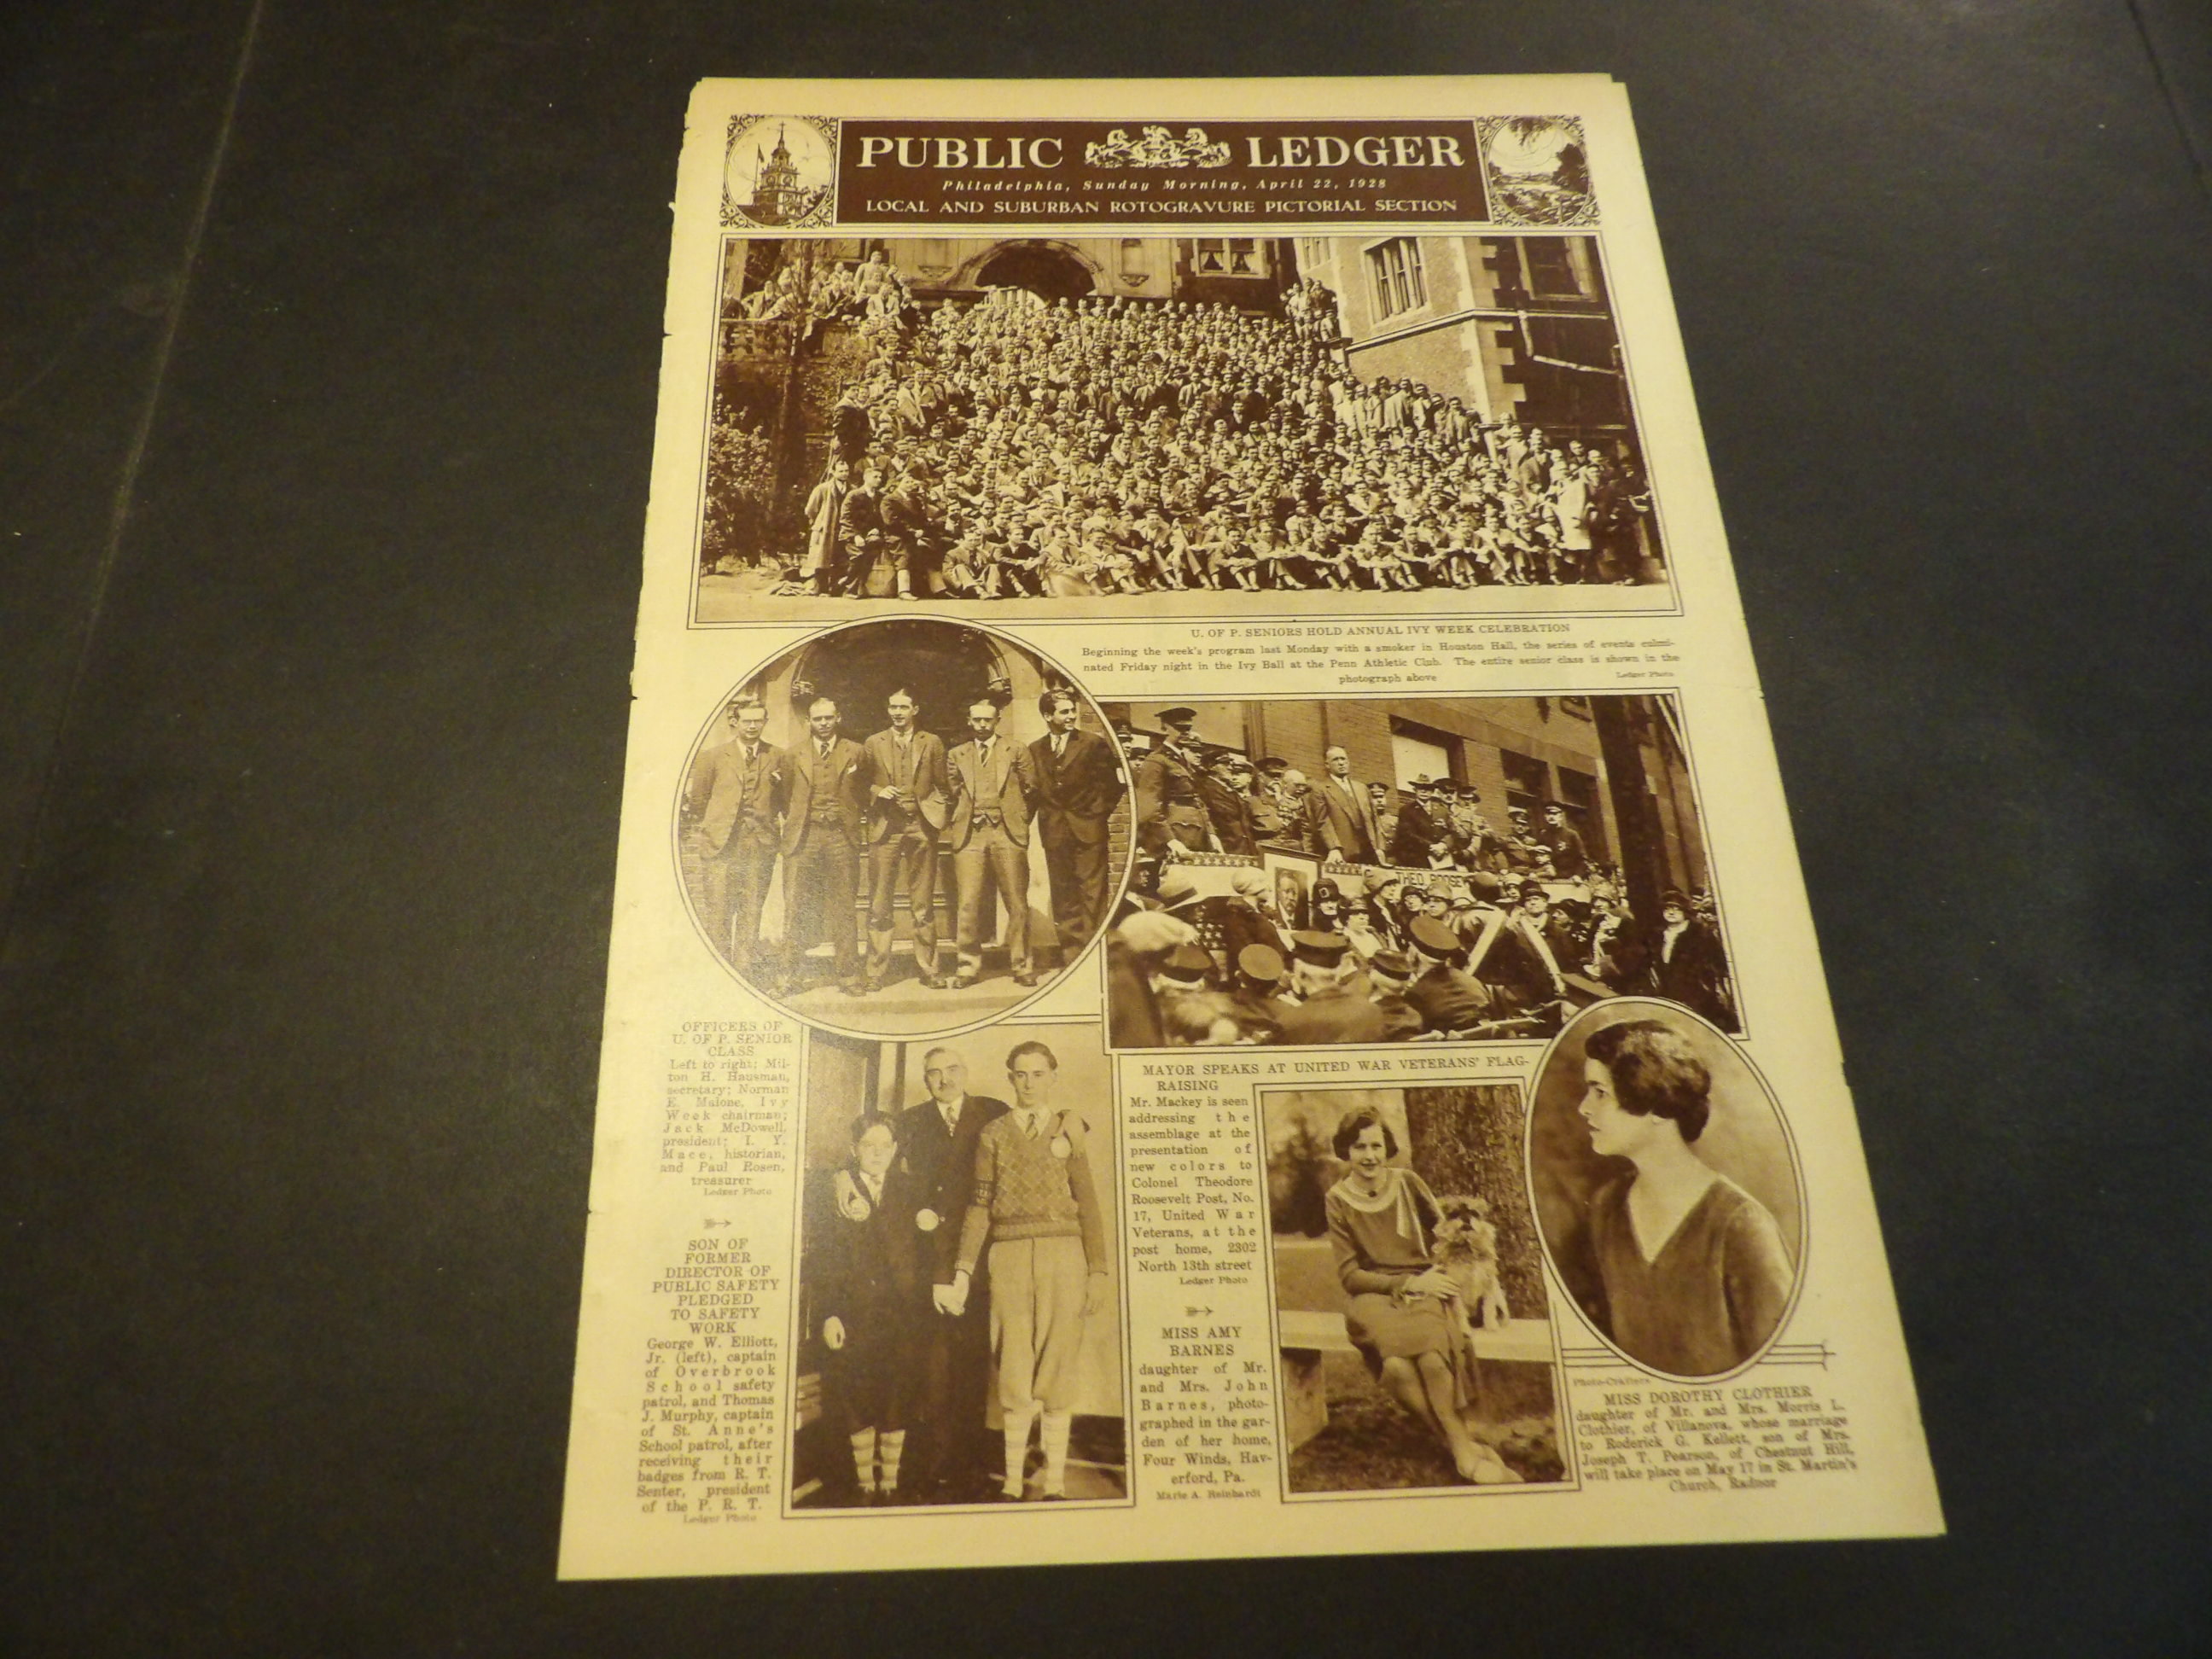 PUBLIC LEDGER
Philadelphia, Sunday Morning, April 22, 1928
LOCAL AND SUBURBAN ROTOGRAVURE PICTORIAL SECTION
U. OF P. SENIORS HOLD ANNUAL IVY WEEK CELEBRATION
Beginning the week's program last Monday with a smoker in Houston Hall, the series of events culmi-
nated Friday night in the Ivy Ball at the Penn Athletic Club. The entire senior class is shown in the
photograph above
Ledger Photo
THEO. ROOSEV
OFFICERS OF
U. OF P. SENIOR
CLASS
Left to right: Mil-
ton H. Hausman,
secretary; Norman
E. Malone, Ivy
Week chairman;
Jack McDowell,
president; I. Y.
Mace, historian,
and Paul Rosen,
treasurer
Ledger Photo
SON OF
FORMER
DIRECTOR OF
PUBLIC SAFETY
PLEDGED
TO SAFETY
WORK
George W. Elliott,
Jr. (left), captain
of Overbrook
School safety
patrol, and Thomas
J. Murphy, captain
of St. Anne's
School patrol, after
receiving their
badges from R. T.
Senter, president
of the P. R. T.
Ledger Photo
MAYOR SPEAKS AT UNITED WAR VETERANS' FLAG-
RAISING
Mr. Mackey is seen
addressing the
assemblage at the
presentation of
new colors to
Colonel Theodore
Roosevelt Post, No.
17, United War
Veterans, at the
post home, 2302
North 13th street
Ledger Photo
MISS AMY
BARNES
daughter of Mr.
and Mrs. John
Barnes, photo-
graphed in the gar-
den of her home,
Four Winds, Hav-
erford, Pa.
Marie A. Reinhardt
Photo-Crafters
MISS DOROTHY CLOTHIER
daughter of Mr. and Mrs. Morris L.
Clothier, of Villanova, whose marriage
to Roderick G. Kellett, son of Mrs.
Joseph T. Pearson, of Chestnut Hill,
will take place on May 17 in St. Martin's
Church, Radnor